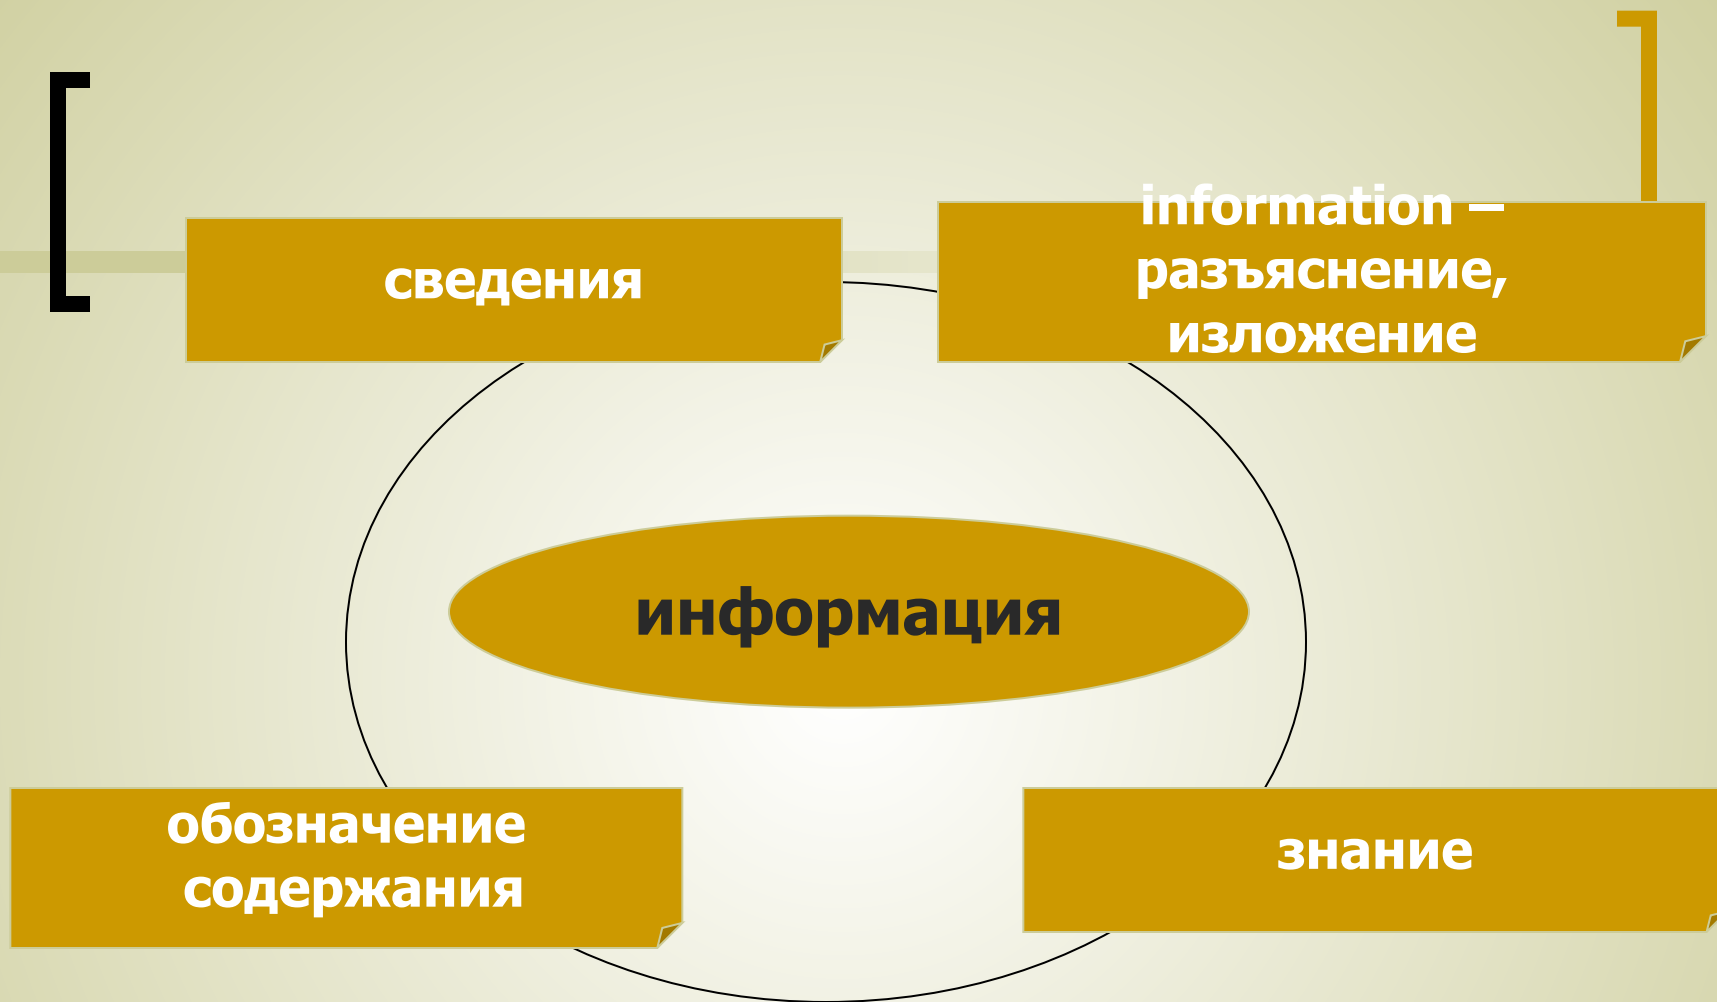 сведения
information –
разъяснение,
изложение
информация
обозначение
содержания
знание